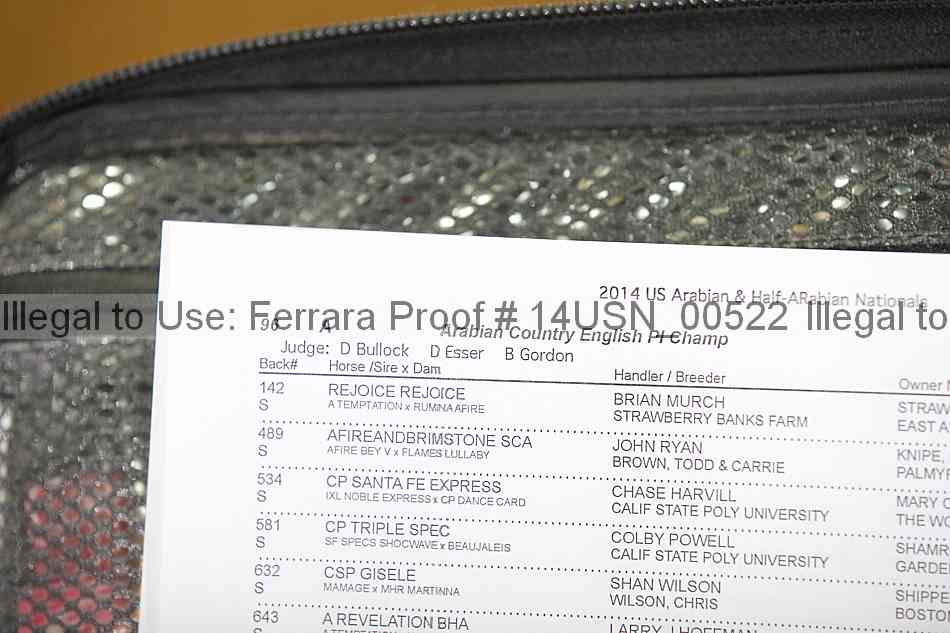 2014 US Arabian & Half-ARabian Nationals
Illegal to Use: Ferrara Proof # 14USN_00522 Illegal to
96 A Arabian Country English Pl Champ
Judge: D Bullock D Esser B Gordon
Back# Horse /Sire x Dam Handler / Breeder Owner
142 REJOICE REJOICE BRIAN MURCH STRAW
S A TEMPTATION x RUMINA AFIRE STRAWBERRY BANKS FARM EAST A
489 AFIREANDBRIMSTONE SCA JOHN RYAN KNIPE,
S AFIRE BEY V x FLAMES LULLABY BROWN, TODD & CARRIE PALMYR
534 CP SANTA FE EXPRESS CHASE HARVILL MARY C
S IXL NOBLE EXPRESS x CP DANCE CARD CALIF STATE POLY UNIVERSITY THE WO
581 CP TRIPLE SPEC COLBY POWELL SHAMR
S SF SPECS SHOCWAVE x BEAUJALEIS CALIF STATE POLY UNIVERSITY GARDE
632 CSP GISELE SHAN WILSON SHIPPE
S MAMAGE x MHR MARTINNA WILSON, CHRIS BOSTO
643 A REVELATION BHA LARRY J HOFFMAN